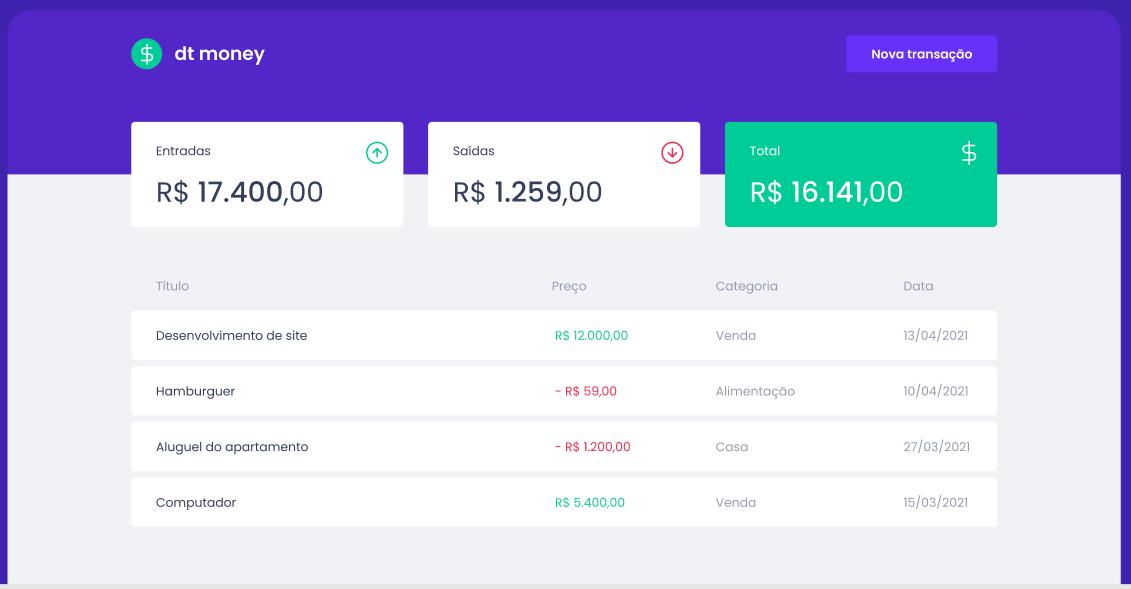 $ dt money
Nova transação
Entradas
R$ 17.400,00
Saídas
R$ 1.259,00
Total
$
R$ 16.141,00
Título Preço Categoria Data
Desenvolvimento de site R$ 12.000,00 Venda 13/04/2021
Hamburguer - R$ 59,00 Alimentação 10/04/2021
Aluguel do apartamento - R$ 1.200,00 Casa 27/03/2021
Computador R$ 5.400,00 Venda 15/03/2021